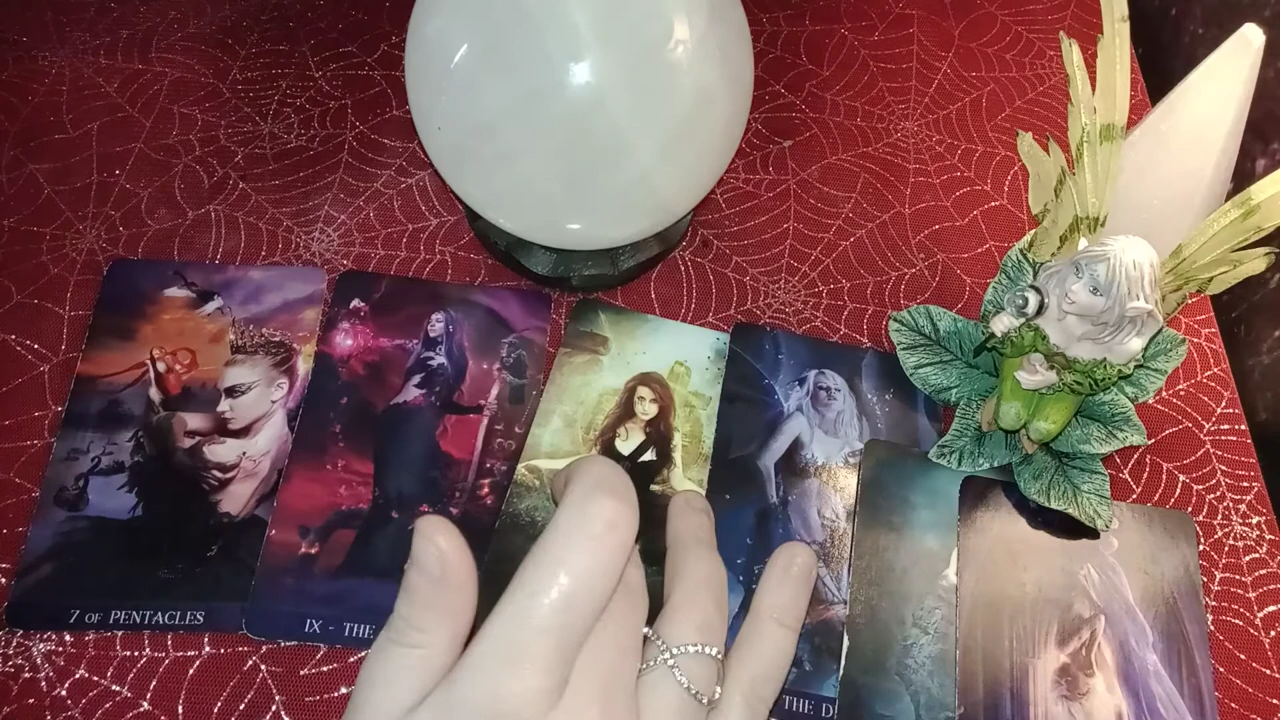 7 OF PENTACLES
IX - THE
THE D